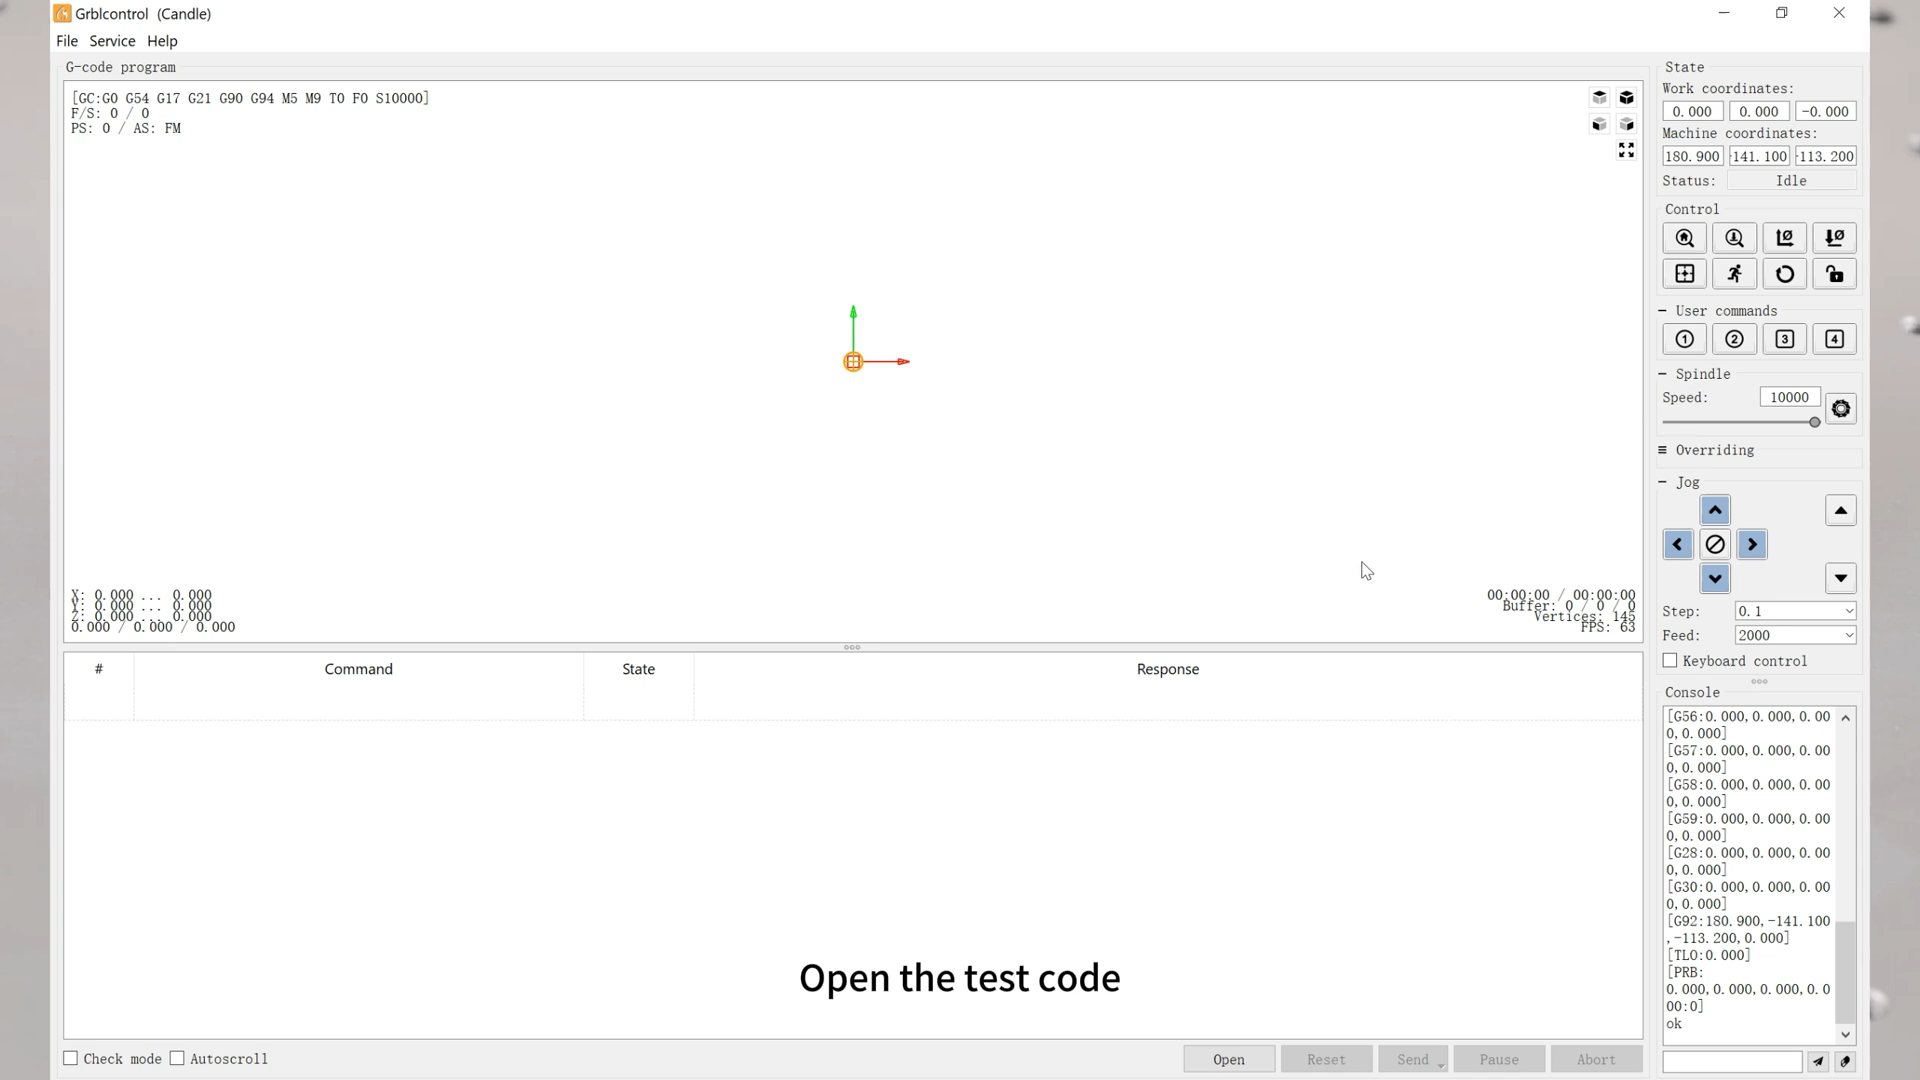 Grblcontrol (Candle)
File Service Help
G-code program
[GC:G0 G54 G17 G21 G90 G94 M5 M9 T0 F0 S10000]
F/S: 0 / 0
PS: 0 / AS: FM
X: 0.000 ... 0.000
Y: 0.000 ... 0.000
Z: 0.000 ... 0.000
0.000 / 0.000 / 0.000
00:00:00 / 00:00:00
Buffer: 0 / 0 / 0
Vertices: 145
FPS: 63
# Command State Response
Open the test code
Check mode Autoscroll
Open Reset Send Pause Abort
State
Work coordinates:
0.000 0.000 -0.000
Machine coordinates:
180.900 -141.100 -113.200
Status: Idle
Control
User commands
1 2 3 4
Spindle
Speed: 10000
Overriding
Jog
Step: 0.1
Feed: 2000
Keyboard control
Console
[G56:0.000,0.000,0.00
0,0.000]
[G57:0.000,0.000,0.00
0,0.000]
[G58:0.000,0.000,0.00
0,0.000]
[G59:0.000,0.000,0.00
0,0.000]
[G28:0.000,0.000,0.00
0,0.000]
[G30:0.000,0.000,0.00
0,0.000]
[G92:180.900,-141.100
,-113.200,0.000]
[TLO:0.000]
[PRB:
0.000,0.000,0.000,0.0
00:0]
ok